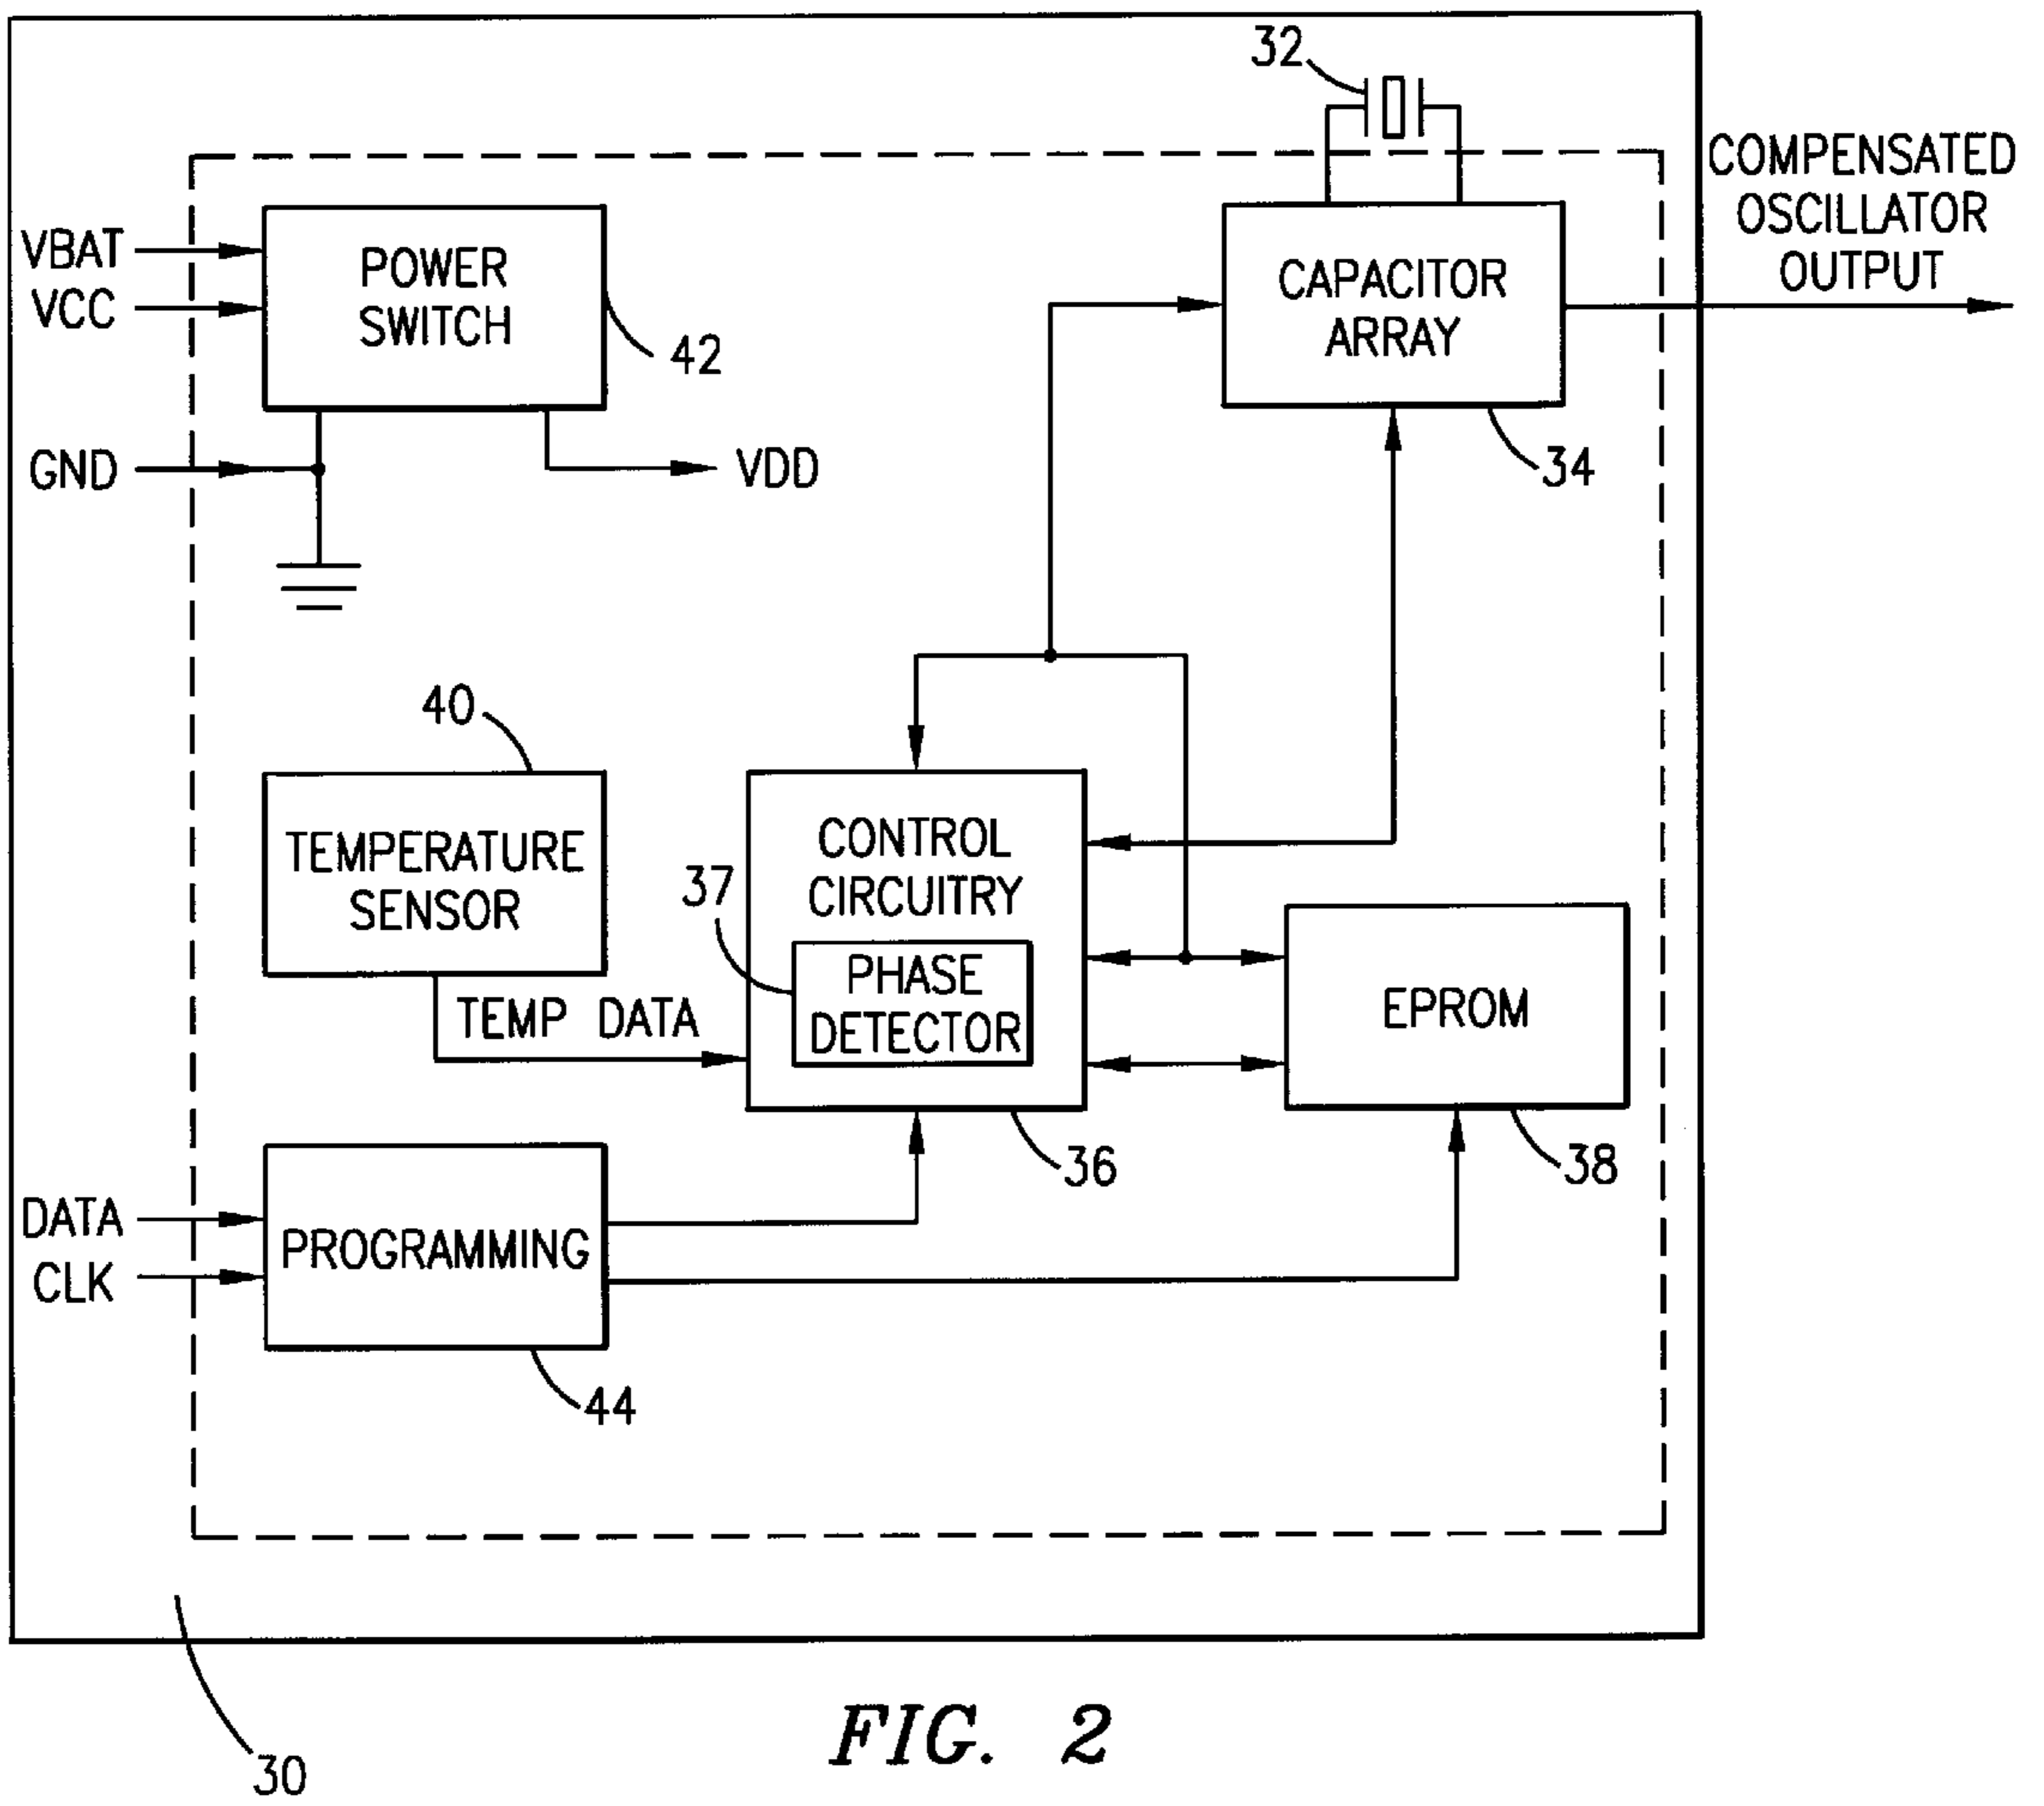 32
COMPENSATED
OSCILLATOR
OUTPUT
VBAT
VCC
POWER
SWITCH
42
CAPACITOR
ARRAY
34
GND
VDD
40
TEMPERATURE
SENSOR
CONTROL
CIRCUITRY
37
PHASE
DETECTOR
TEMP DATA
EPROM
36
38
DATA
CLK
PROGRAMMING
44
30
FIG. 2